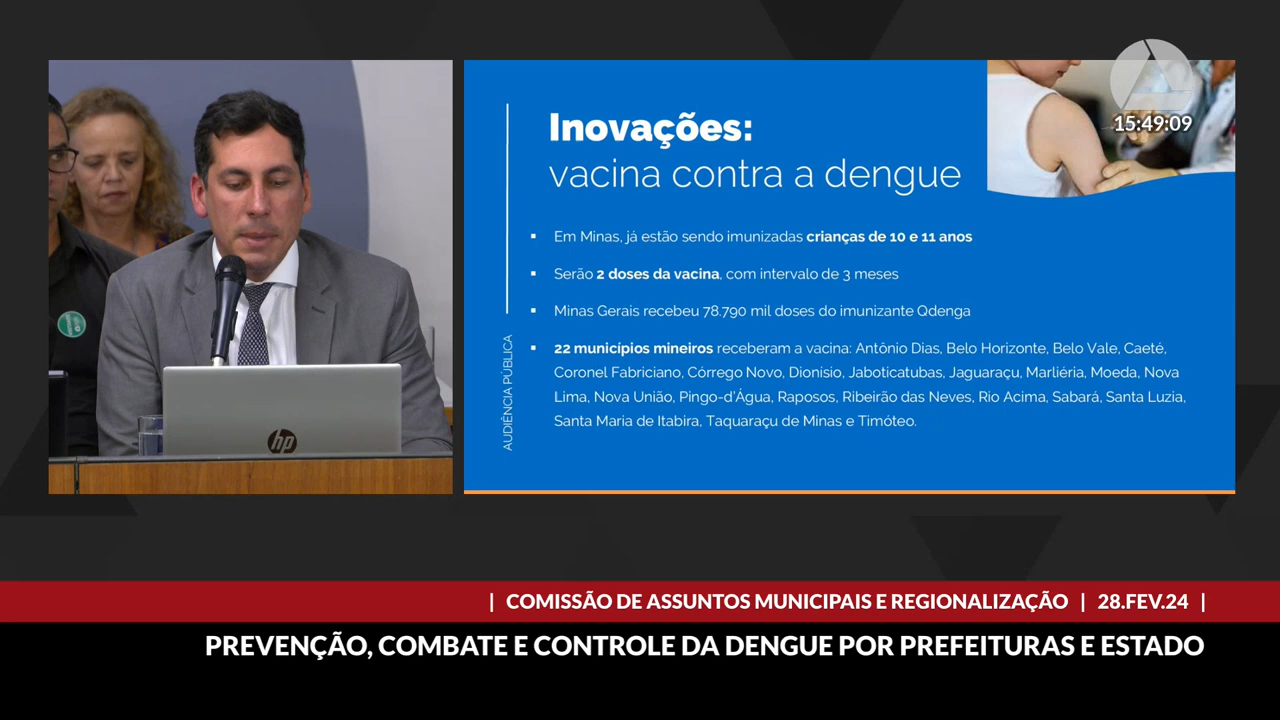 15:49:09
Inovações:
vacina contra a dengue
▪ Em Minas, já estão sendo imunizadas crianças de 10 e 11 anos
▪ Serão 2 doses da vacina, com intervalo de 3 meses
▪ Minas Gerais recebeu 78.790 mil doses do imunizante Qdenga
▪ 22 municípios mineiros receberam a vacina: Antônio Dias, Belo Horizonte, Belo Vale, Caeté,
Coronel Fabriciano, Córrego Novo, Dionísio, Jaboticatubas, Jaguaraçu, Marliéria, Moeda, Nova
Lima, Nova União, Pingo-d'Água, Raposos, Ribeirão das Neves, Rio Acima, Sabará, Santa Luzia,
Santa Maria de Itabira, Taquaraçu de Minas e Timóteo.
AUDIÊNCIA PÚBLICA
hp
| COMISSÃO DE ASSUNTOS MUNICIPAIS E REGIONALIZAÇÃO | 28.FEV.24 |
PREVENÇÃO, COMBATE E CONTROLE DA DENGUE POR PREFEITURAS E ESTADO